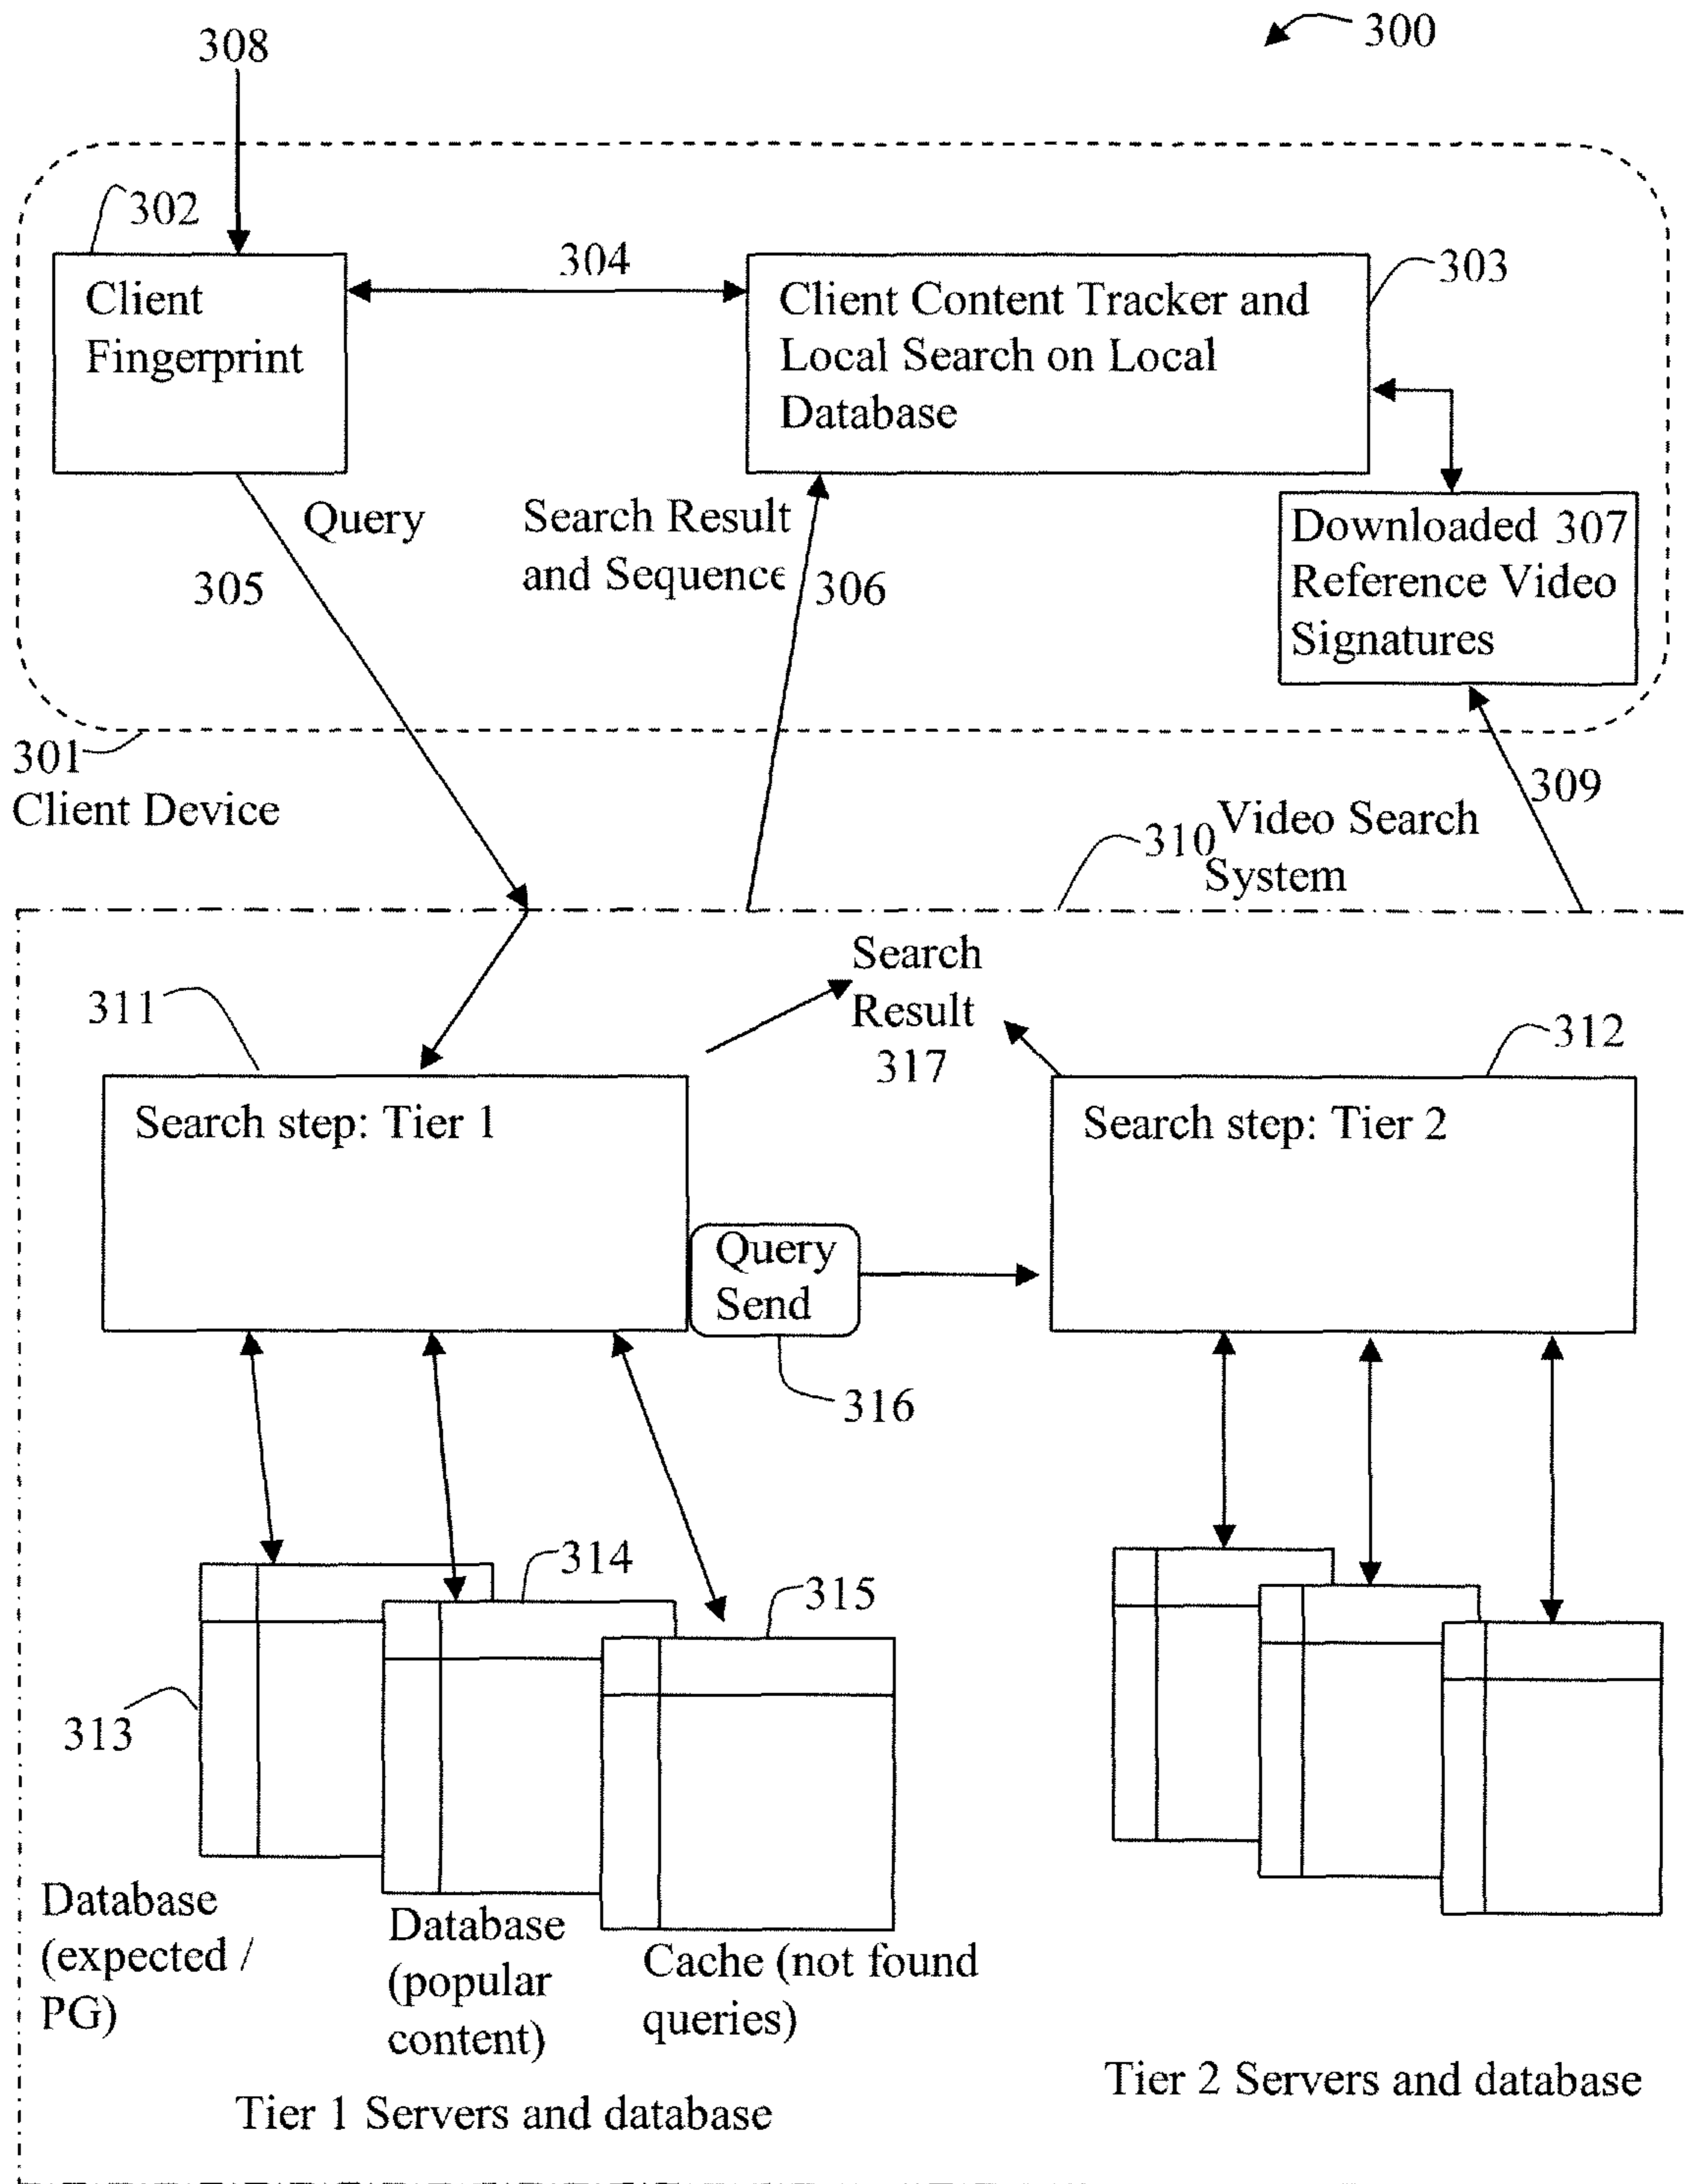 308
300
302
304
303
Client
Fingerprint
Client Content Tracker and
Local Search on Local
Database
Query
305
Search Result
and Sequence
306
Downloaded 307
Reference Video
Signatures
301
Client Device
309
310
Video Search
System
Search
Result
317
311
312
Search step: Tier 1
Search step: Tier 2
Query
Send
316
314
315
313
Database
(expected /
PG)
Database
(popular
content)
Cache (not found
queries)
Tier 1 Servers and database
Tier 2 Servers and database